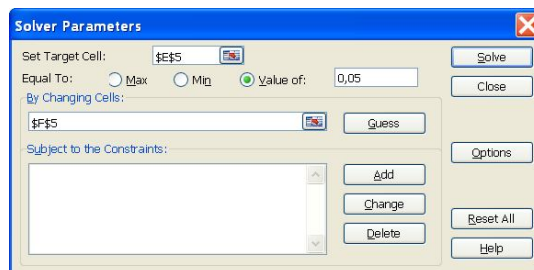 Solver Parameters
Set Target Cell: $E$5 Solve
Equal To: Max Min Value of: 0,05 Close
By Changing Cells:
$F$5 Guess
Subject to the Constraints: Options
Add
Change
Reset All
Delete
Help